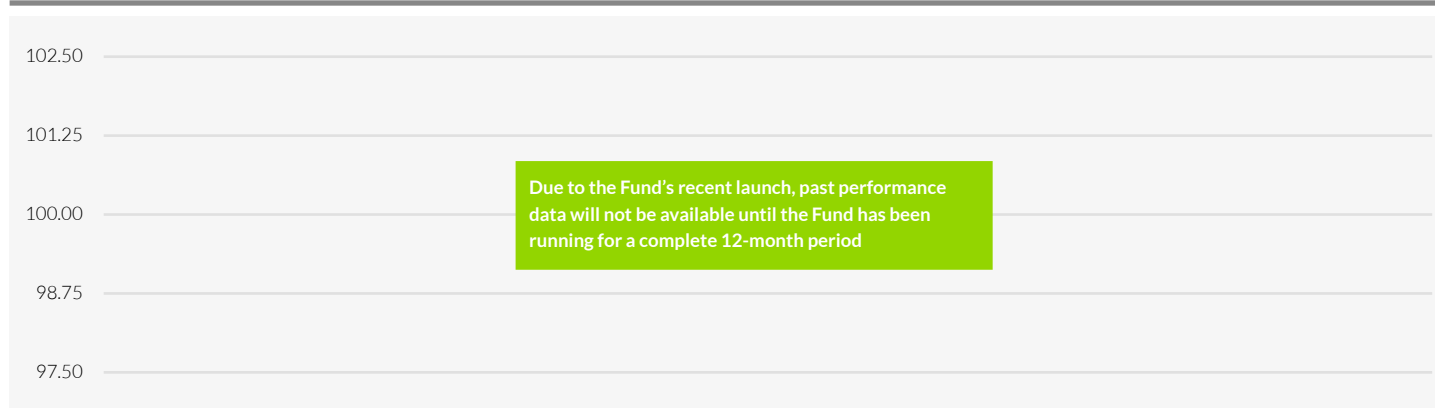 102.50
101.25
Due to the Fund’s recent launch, past performance
data will not be available until the Fund has been
running for a complete 12-month period
100.00
98.75
97.50